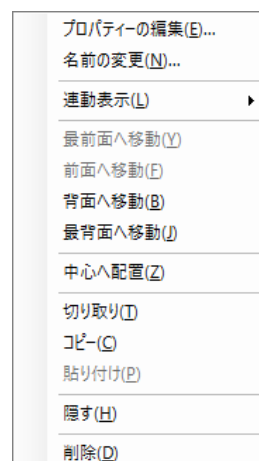 プロパティーの編集(E)...
名前の変更(N)...
連動表示(L)
最前面へ移動(Y)
前面へ移動(F)
背面へ移動(B)
最背面へ移動(J)
中心へ配置(Z)
切り取り(T)
コピー(C)
貼り付け(P)
隠す(H)
削除(D)